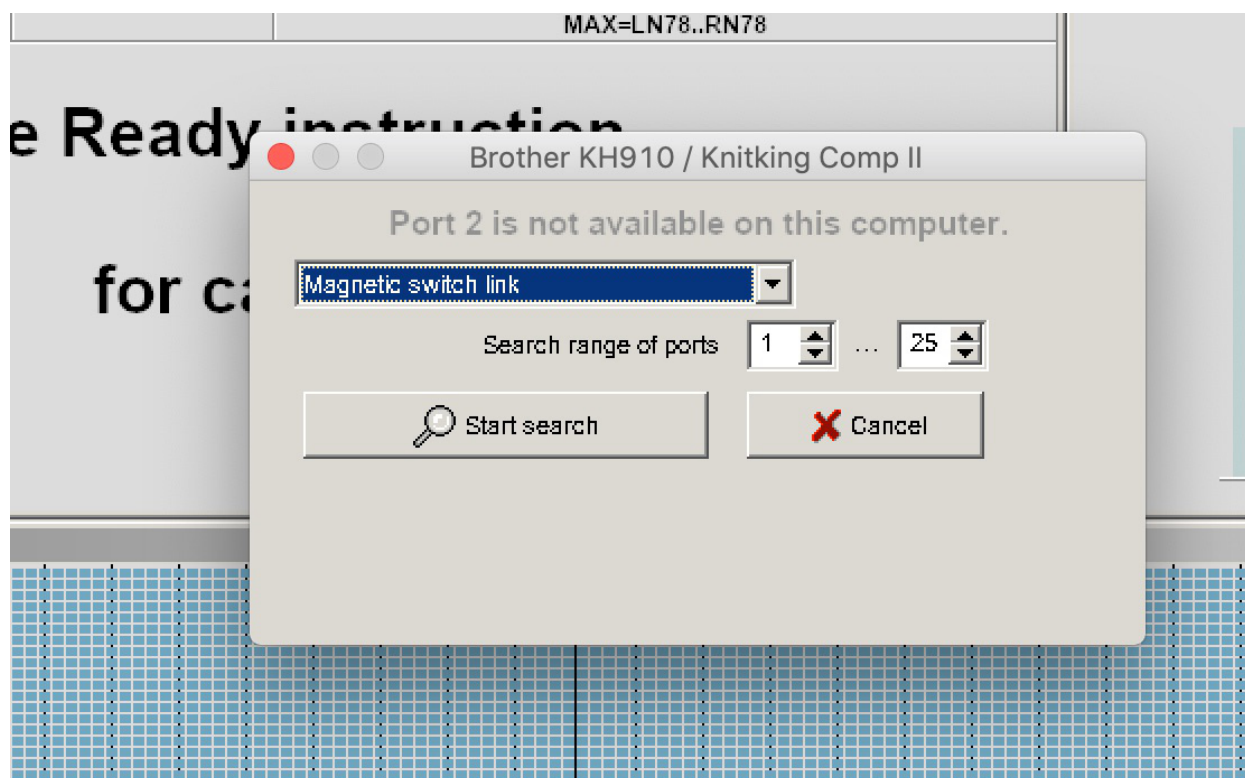 MAX=LN78..RN78
e Ready instruction
Brother KH910 / Knitking Comp II
Port 2 is not available on this computer.
for ca
Magnetic switch link
Search range of ports 1 ... 25
Start search Cancel